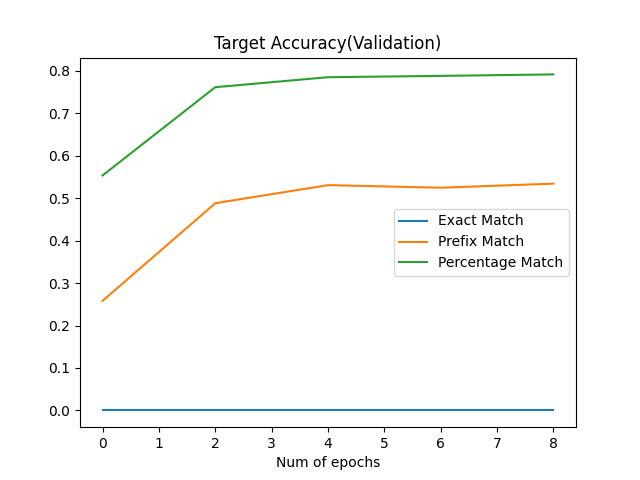 Target Accuracy(Validation)
0.8
0.7
0.6
0.5
0.4
0.3
0.2
0.1
0.0
Exact Match
Prefix Match
Percentage Match
0 1 2 3 4 5 6 7 8
Num of epochs